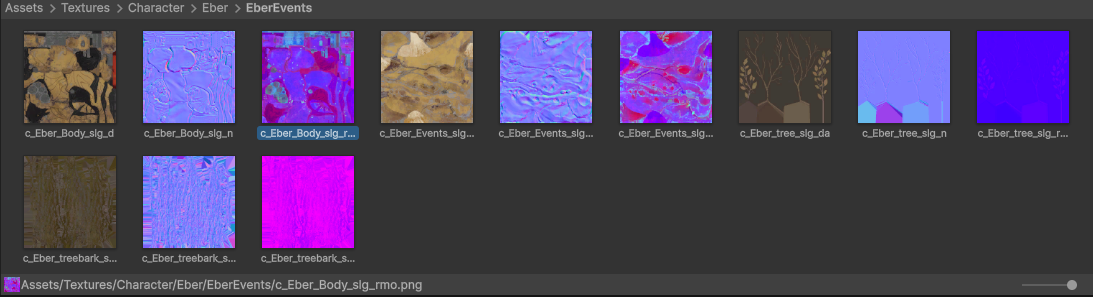 Assets > Textures > Character > Eber > EberEvents
c_Eber_Body_slg_d c_Eber_Body_slg_n c_Eber_Body_slg_r... c_Eber_Events_slg... c_Eber_Events_slg... c_Eber_Events_slg... c_Eber_tree_slg_da c_Eber_tree_slg_n c_Eber_tree_slg_r...
c_Eber_treebark_s... c_Eber_treebark_s... c_Eber_treebark_s...
Assets/Textures/Character/Eber/EberEvents/c_Eber_Body_slg_rmo.png